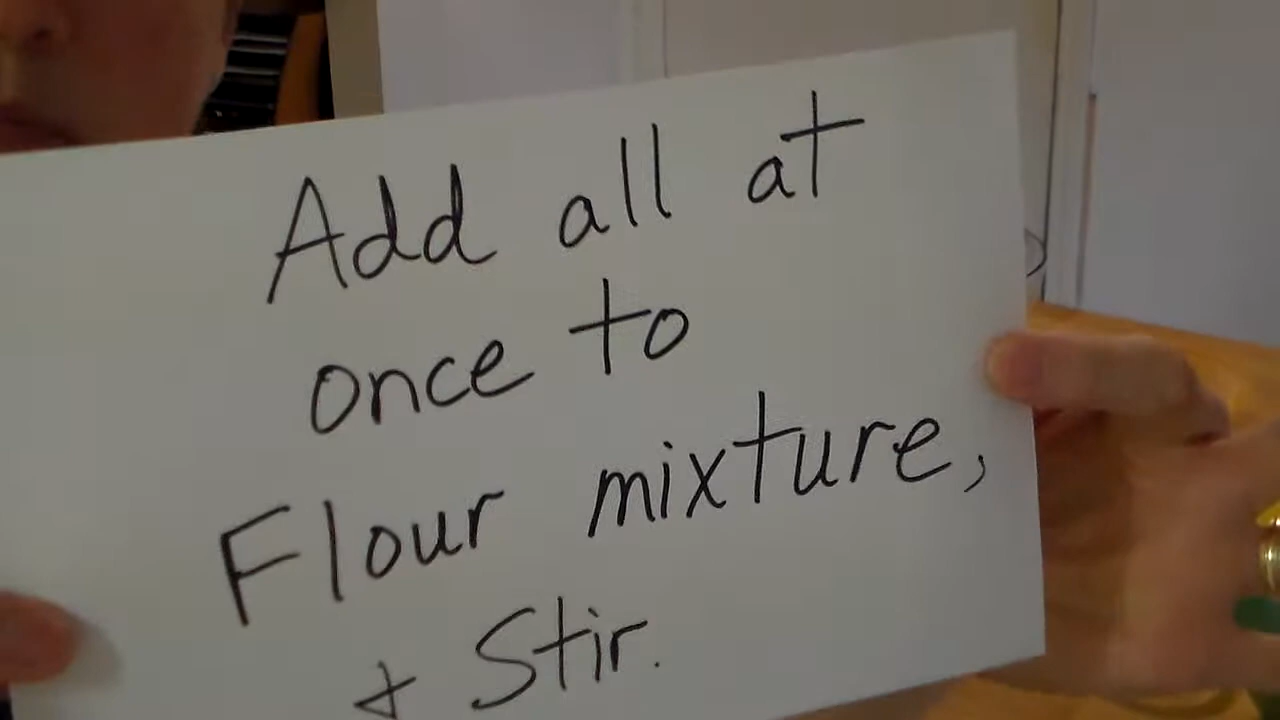 Add all at
once to
Flour mixture,
+ Stir.